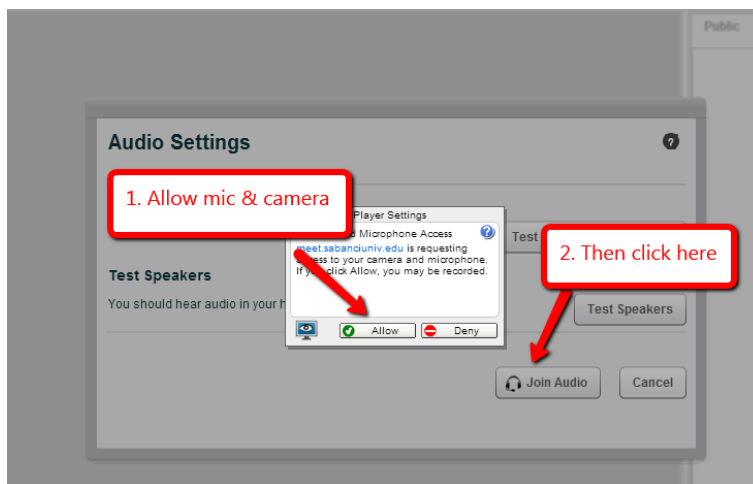 Public
Audio Settings
?
1. Allow mic & camera
Player Settings
Microphone Access
?
meet.sabanciuniv.edu is requesting
to your camera and microphone.
If click Allow, you may be recorded.
Test
2. Then click here
Test Speakers
You should hear audio in your
Test Speakers
Allow
Deny
Join Audio
Cancel